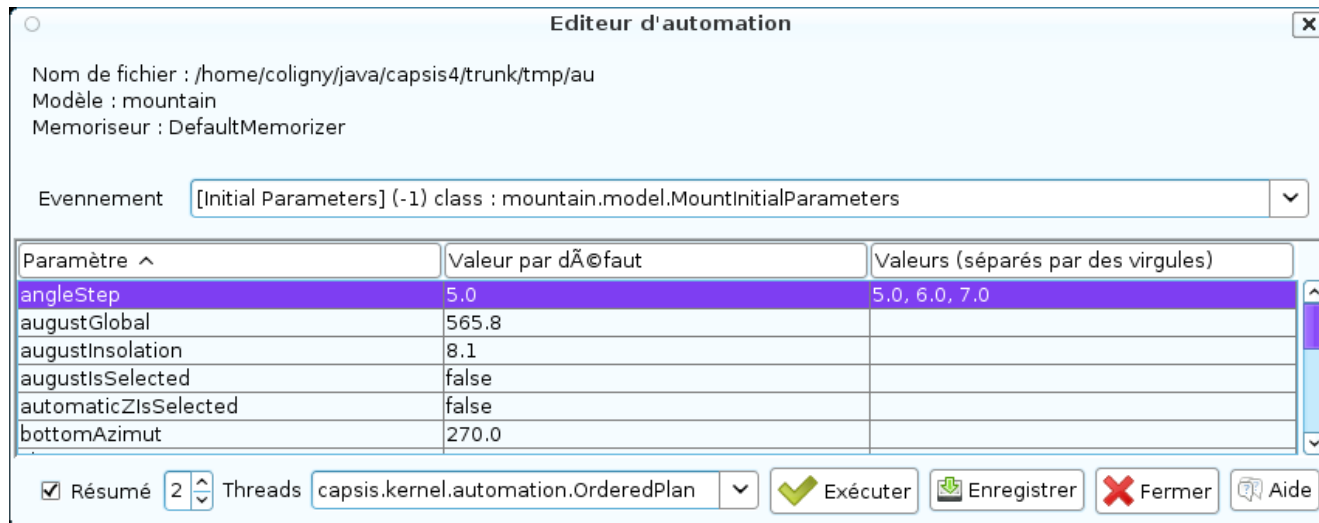 Editeur d'automation
Nom de fichier : /home/coligny/java/capsis4/trunk/tmp/au
Modèle : mountain
Memoriseur : DefaultMemorizer
Evennement [Initial Parameters] (-1) class : mountain.model.MountInitialParameters
Paramètre Valeur par dÃ©faut Valeurs (séparés par des virgules)
angleStep 5.0 5.0, 6.0, 7.0
augustGlobal 565.8
augustInsolation 8.1
augustIsSelected false
automaticZIsSelected false
bottomAzimut 270.0
Résumé 2 Threads capsis.kernel.automation.OrderedPlan Exécuter Enregistrer Fermer Aide